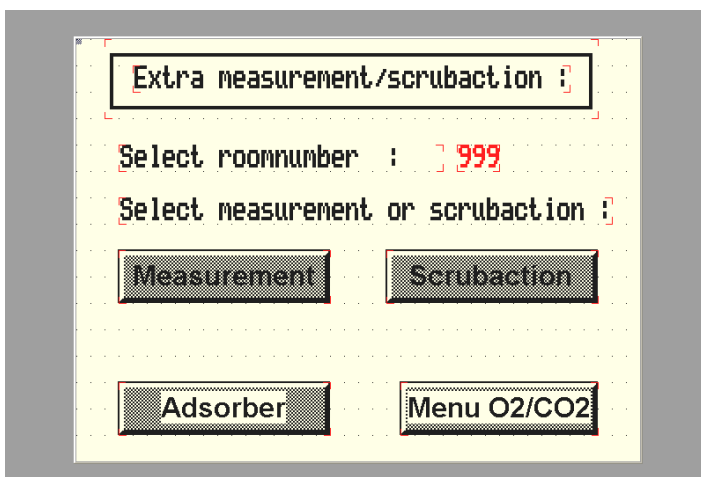 Extra measurement/scrubaction :
Select roomnumber : 999
Select measurement or scrubaction :
Measurement Scrubaction
Adsorber Menu O2/CO2